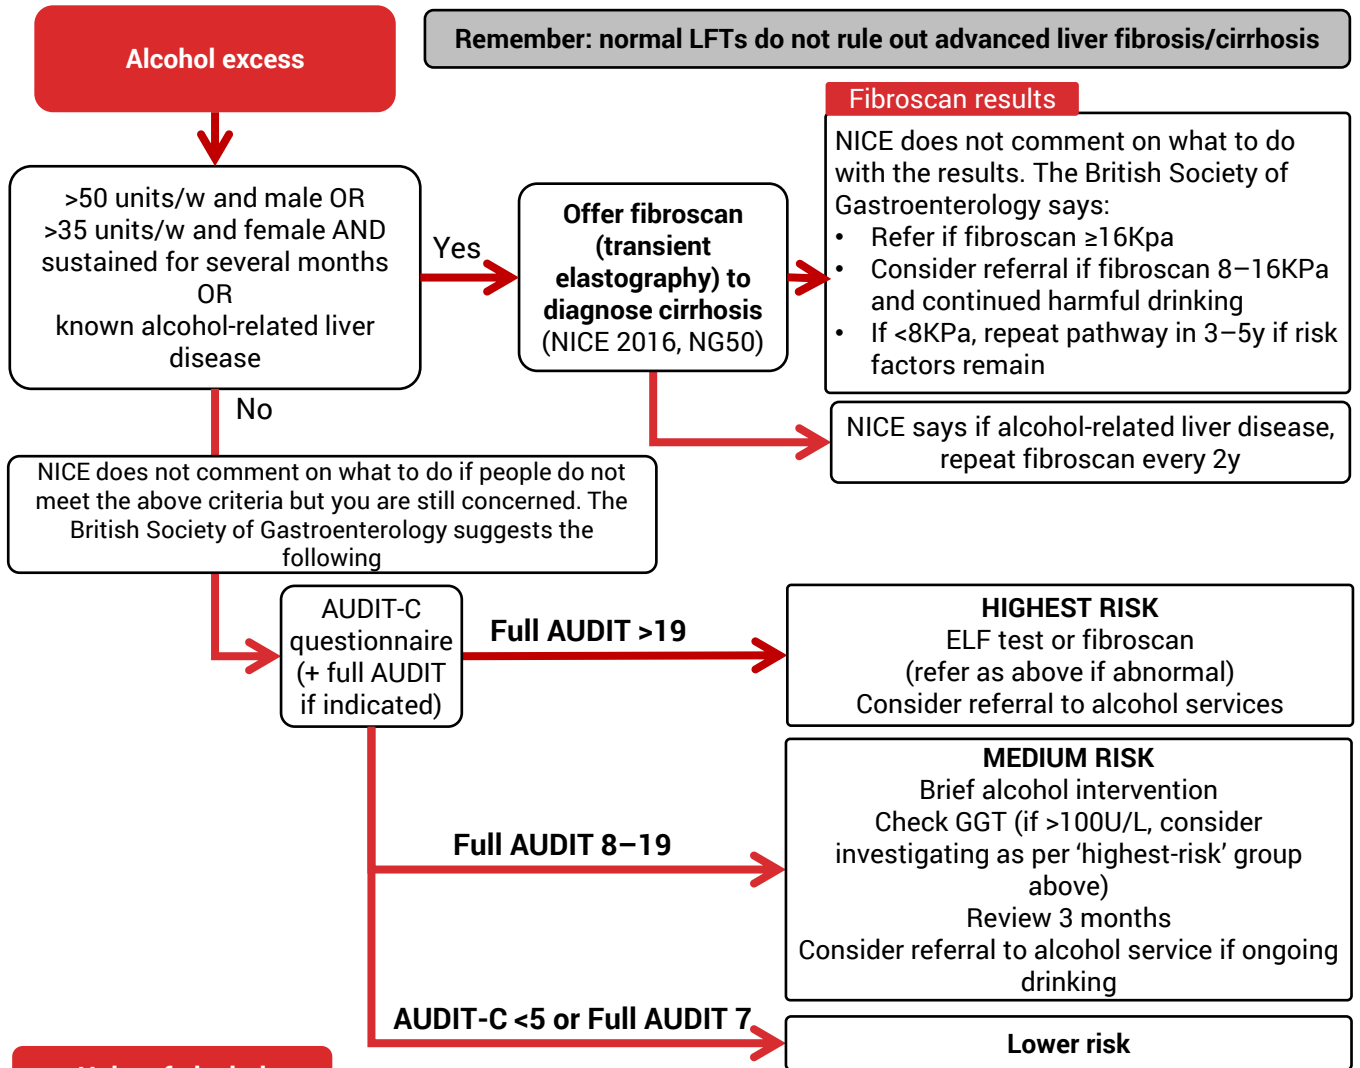 Alcohol excess
Remember: normal LFTs do not rule out advanced liver fibrosis/cirrhosis
>50 units/w and male OR
>35 units/w and female AND
sustained for several months
OR
known alcohol-related liver
disease
Yes
Offer fibroscan
(transient
elastography) to
diagnose cirrhosis
(NICE 2016, NG50)
Fibroscan results
NICE does not comment on what to do
with the results. The British Society of
Gastroenterology says:
• Refer if fibroscan ≥16Kpa
• Consider referral if fibroscan 8–16KPa
and continued harmful drinking
• If <8KPa, repeat pathway in 3–5y if risk
factors remain
NICE says if alcohol-related liver disease,
repeat fibroscan every 2y
No
NICE does not comment on what to do if people do not
meet the above criteria but you are still concerned. The
British Society of Gastroenterology suggests the
following
AUDIT-C
questionnaire
(+ full AUDIT
if indicated)
Full AUDIT >19
HIGHEST RISK
ELF test or fibroscan
(refer as above if abnormal)
Consider referral to alcohol services
Full AUDIT 8–19
MEDIUM RISK
Brief alcohol intervention
Check GGT (if >100U/L, consider
investigating as per ‘highest-risk’ group
above)
Review 3 months
Consider referral to alcohol service if ongoing
drinking
AUDIT-C <5 or Full AUDIT 7
Lower risk